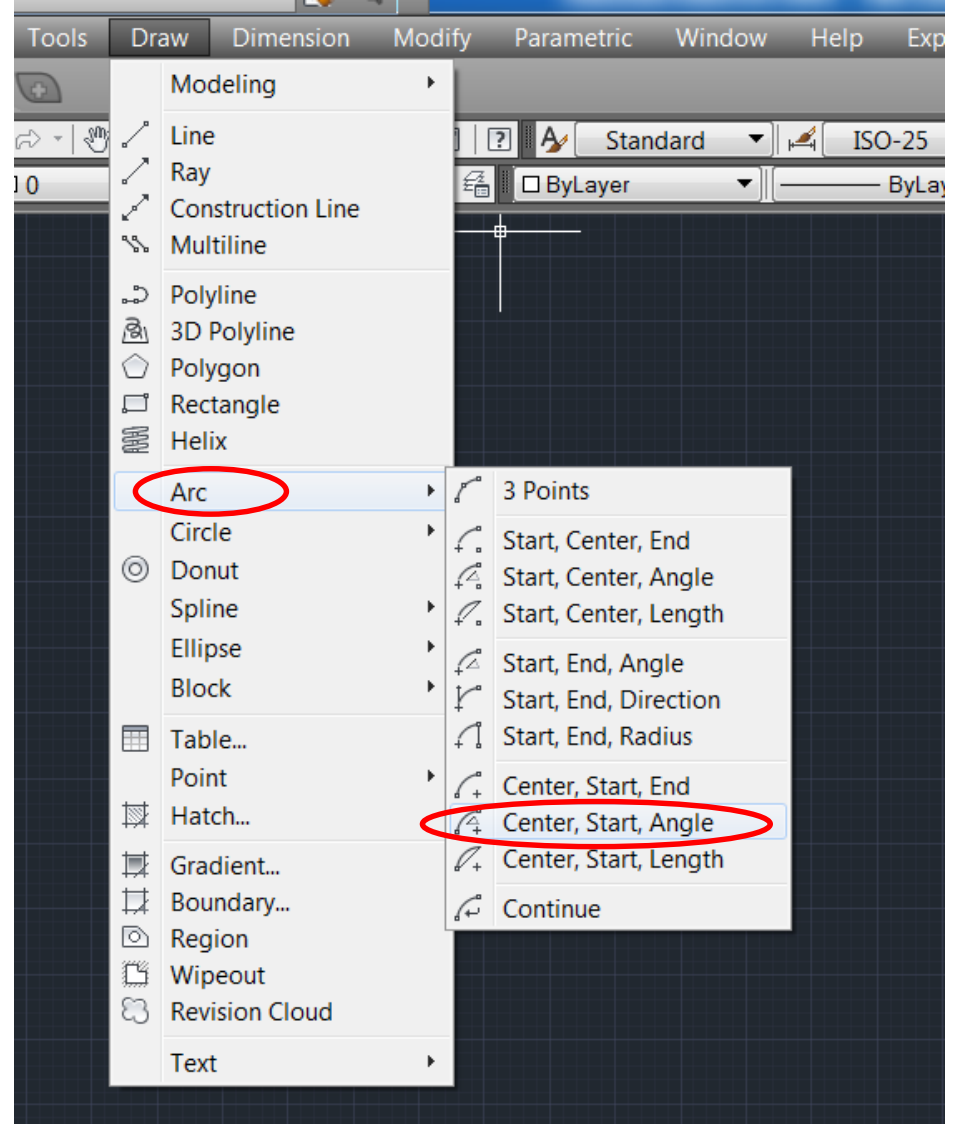 Tools Draw Dimension Modify Parametric Window Help Exp
Modeling
Line
Standard ISO-25
Ray
0 ByLayer ByLay
Construction Line
Multiline
Polyline
3D Polyline
Polygon
Rectangle
Helix
Arc
Circle
Donut
Spline
Ellipse
Block
Table...
Point
Hatch...
Gradient...
Boundary...
Region
Wipeout
Revision Cloud
Text
3 Points
Start, Center, End
Start, Center, Angle
Start, Center, Length
Start, End, Angle
Start, End, Direction
Start, End, Radius
Center, Start, End
Center, Start, Angle
Center, Start, Length
Continue